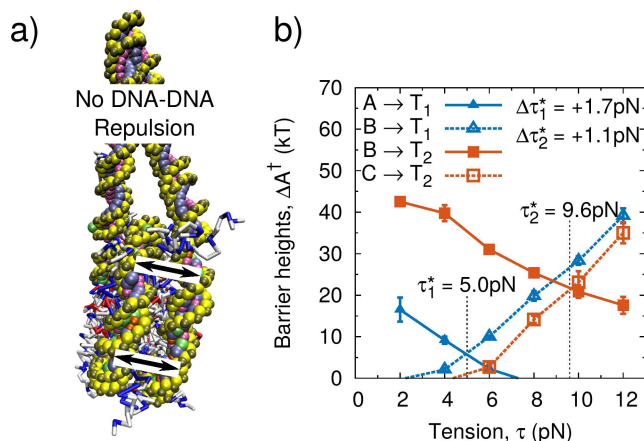 a)
No DNA-DNA
Repulsion
b)
Barrier heights, ΔA† (kT)
70
60
50
40
30
20
10
0
A → T₁
B → T₁
B → T₂
C → T₂
Δτ₁* = +1.7pN
Δτ₂* = +1.1pN
τ₂* = 9.6pN
τ₁* = 5.0pN
0 2 4 6 8 10 12
Tension, τ (pN)